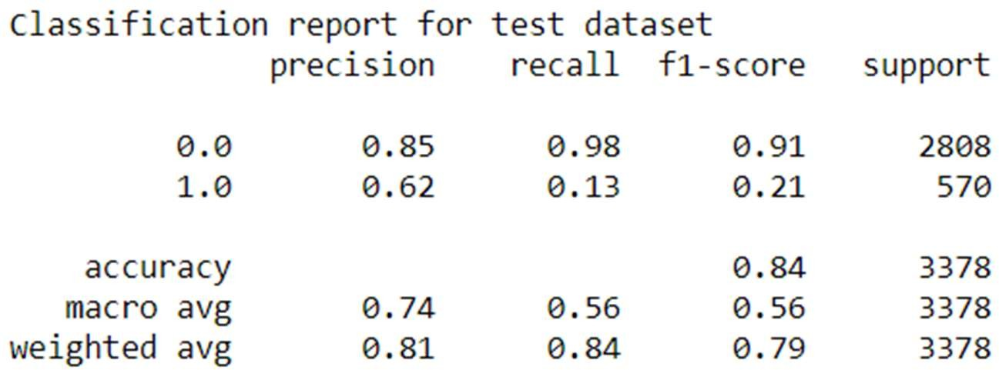 Classification report for test dataset
precision recall f1-score support
0.0 0.85 0.98 0.91 2808
1.0 0.62 0.13 0.21 570
accuracy 0.84 3378
macro avg 0.74 0.56 0.56 3378
weighted avg 0.81 0.84 0.79 3378